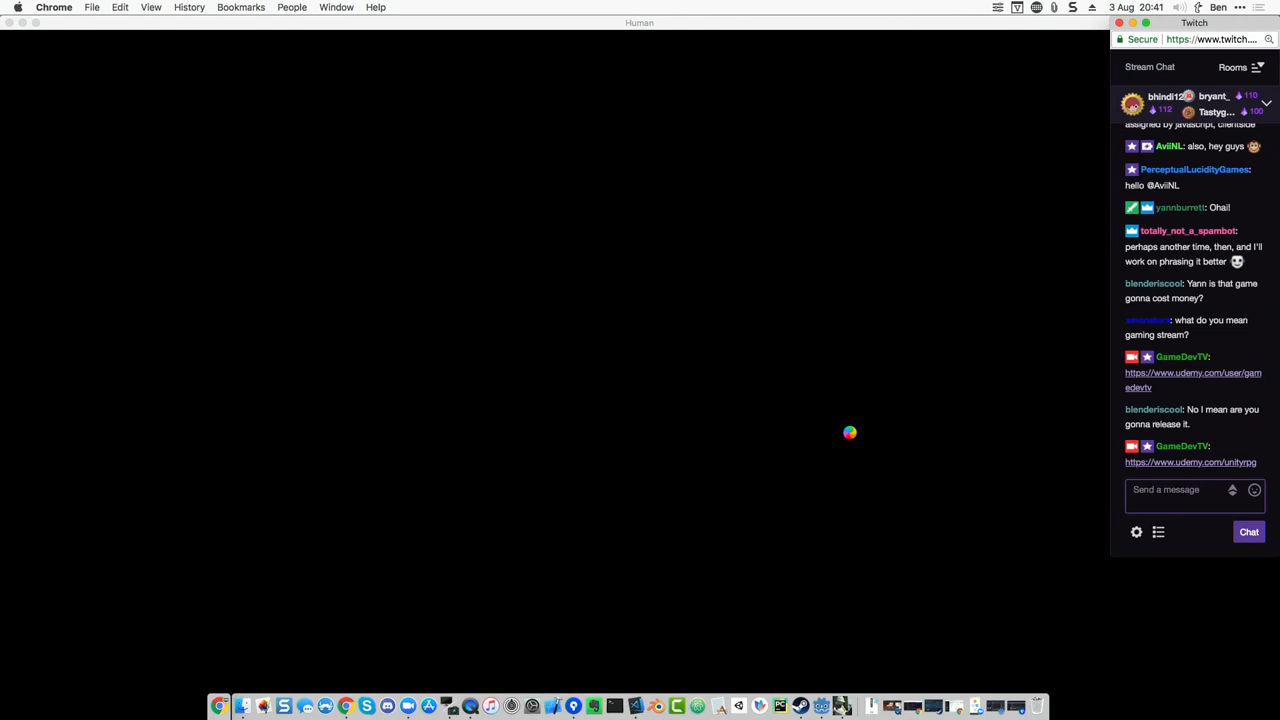 Chrome File Edit View History Bookmarks People Window Help
3 Aug 20:41 Ben
Human
Twitch
Secure https://www.twitch....
Stream Chat Rooms
bhindi12 bryant_ 110
112 Tastyg... 100
assigned by javascript, clientside
AviiNL: also, hey guys
PerceptualLucidityGames:
hello @AviiNL
yannburrett: Ohai!
totally_not_a_spambot:
perhaps another time, then, and I'll
work on phrasing it better
blenderiscool: Yann is that game
gonna cost money?
: what do you mean
gaming stream?
GameDevTV:
https://www.udemy.com/user/gam
edevtv
blenderiscool: No I mean are you
gonna release it.
GameDevTV:
https://www.udemy.com/unityrpg
Send a message
Chat